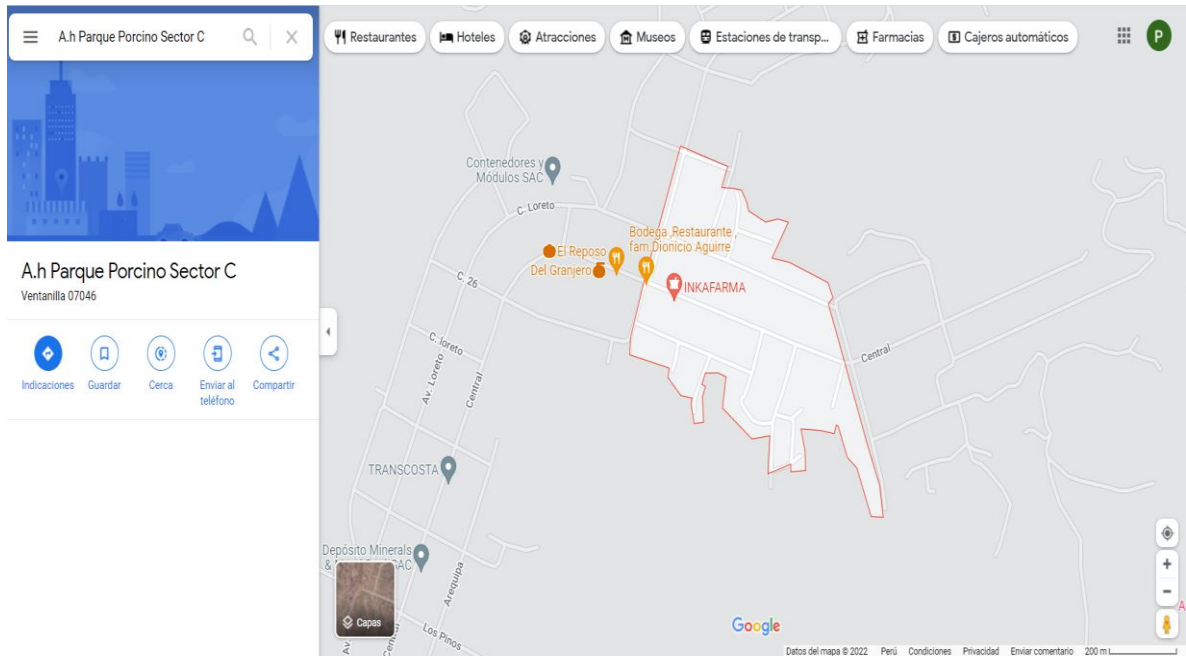 A.h Parque Porcino Sector C
Restaurantes
Hoteles
Atracciones
Museos
Estaciones de transp...
Farmacias
Cajeros automáticos
P
A.h Parque Porcino Sector C
Ventanilla 07046
Indicaciones
Guardar
Cerca
Enviar al
teléfono
Compartir
Contenedores y
Módulos SAC
C. Loreto
Bodega ,Restaurante ,
fam.Dionicio Aguirre
El Reposo
Del Granjero
INKAFARMA
C. 26
C. loreto
Av. Loreto
Central
Central
TRANSCOSTA
Depósito Minerals
&
SAC
Arequipa
Capas
Los Pinos
Av.
Central
Google
A
Datos del mapa © 2022
Perú
Condiciones
Privacidad
Enviar comentario
200 m